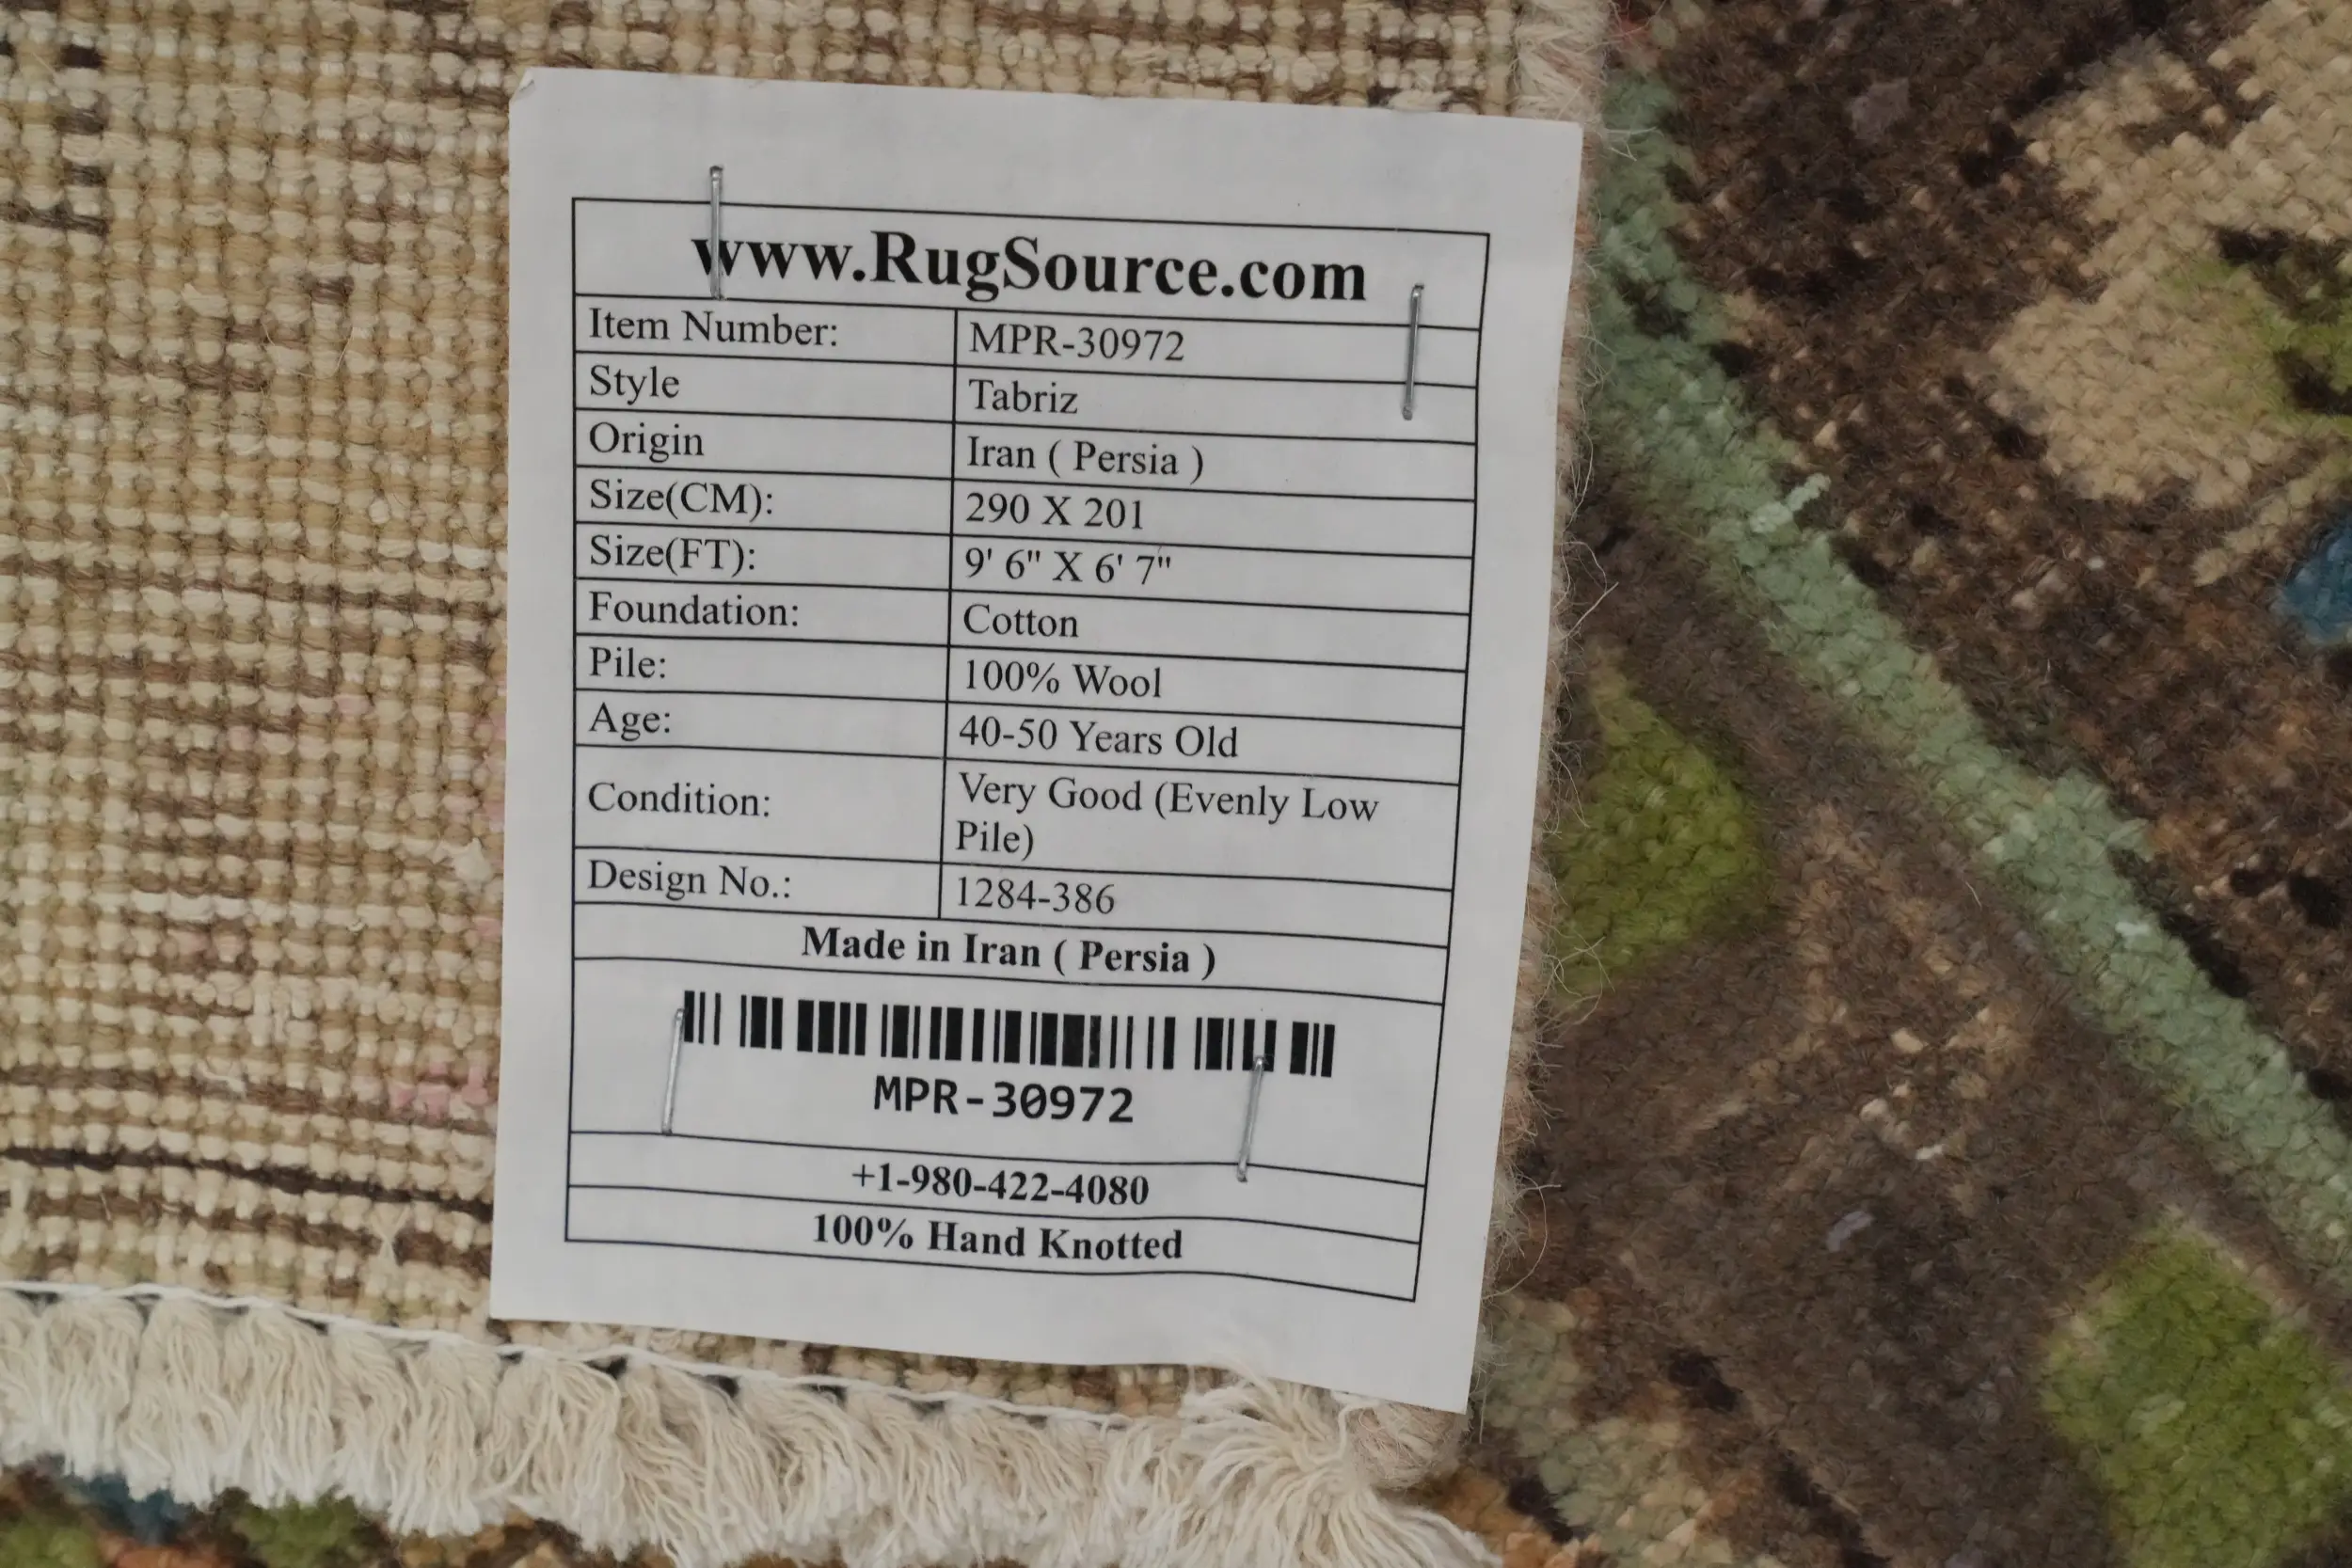 www.RugSource.com
Item Number: MPR-30972
Style Tabriz
Origin Iran ( Persia )
Size(CM): 290 X 201
Size(FT): 9' 6" X 6' 7"
Foundation: Cotton
Pile: 100% Wool
Age: 40-50 Years Old
Condition: Very Good (Evenly Low
Pile)
Design No.: 1284-386
Made in Iran ( Persia )
MPR-30972
+1-980-422-4080
100% Hand Knotted